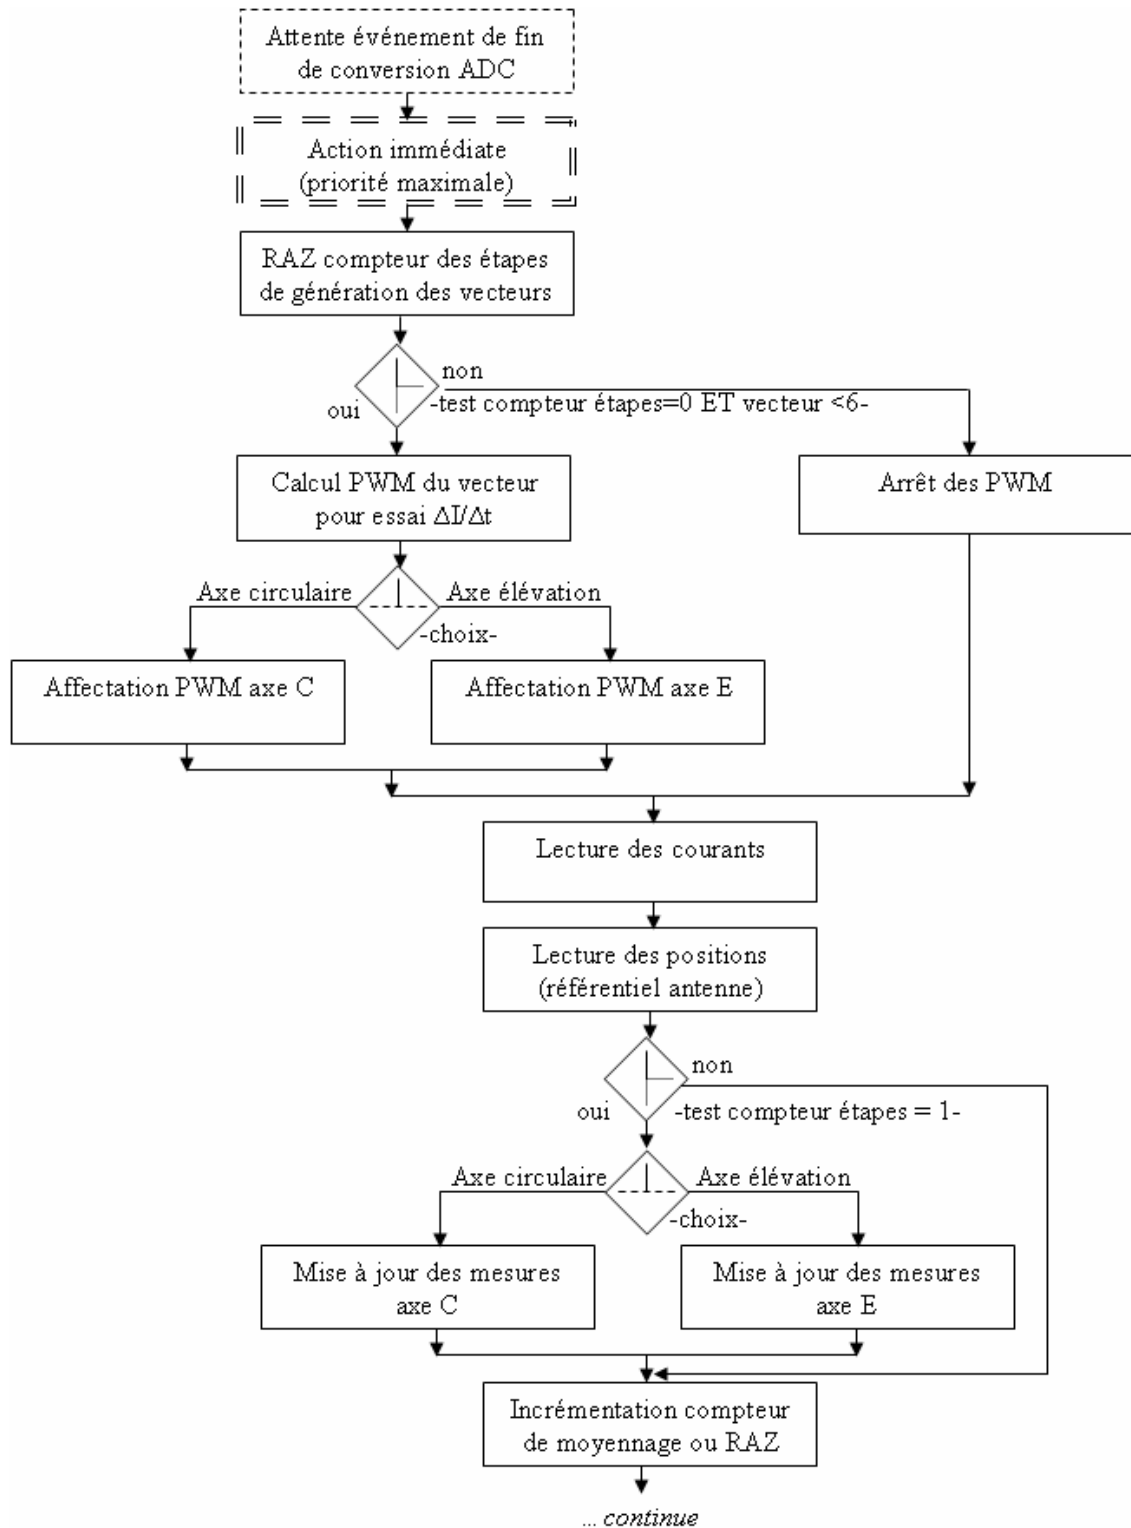 Attente événement de fin
de conversion ADC
Action immédiate
(priorité maximale)
RAZ compteur des étapes
de génération des vecteurs
non
oui
-test compteur étapes=0 ET vecteur <6-
Calcul PWM du vecteur
pour essai ΔI/Δt
Arrêt des PWM
Axe circulaire
Axe élévation
-choix-
Affectation PWM axe C
Affectation PWM axe E
Lecture des courants
Lecture des positions
(référentiel antenne)
non
oui
-test compteur étapes = 1-
Axe circulaire
Axe élévation
-choix-
Mise à jour des mesures
axe C
Mise à jour des mesures
axe E
Incrémentation compteur
de moyennage ou RAZ
... continue